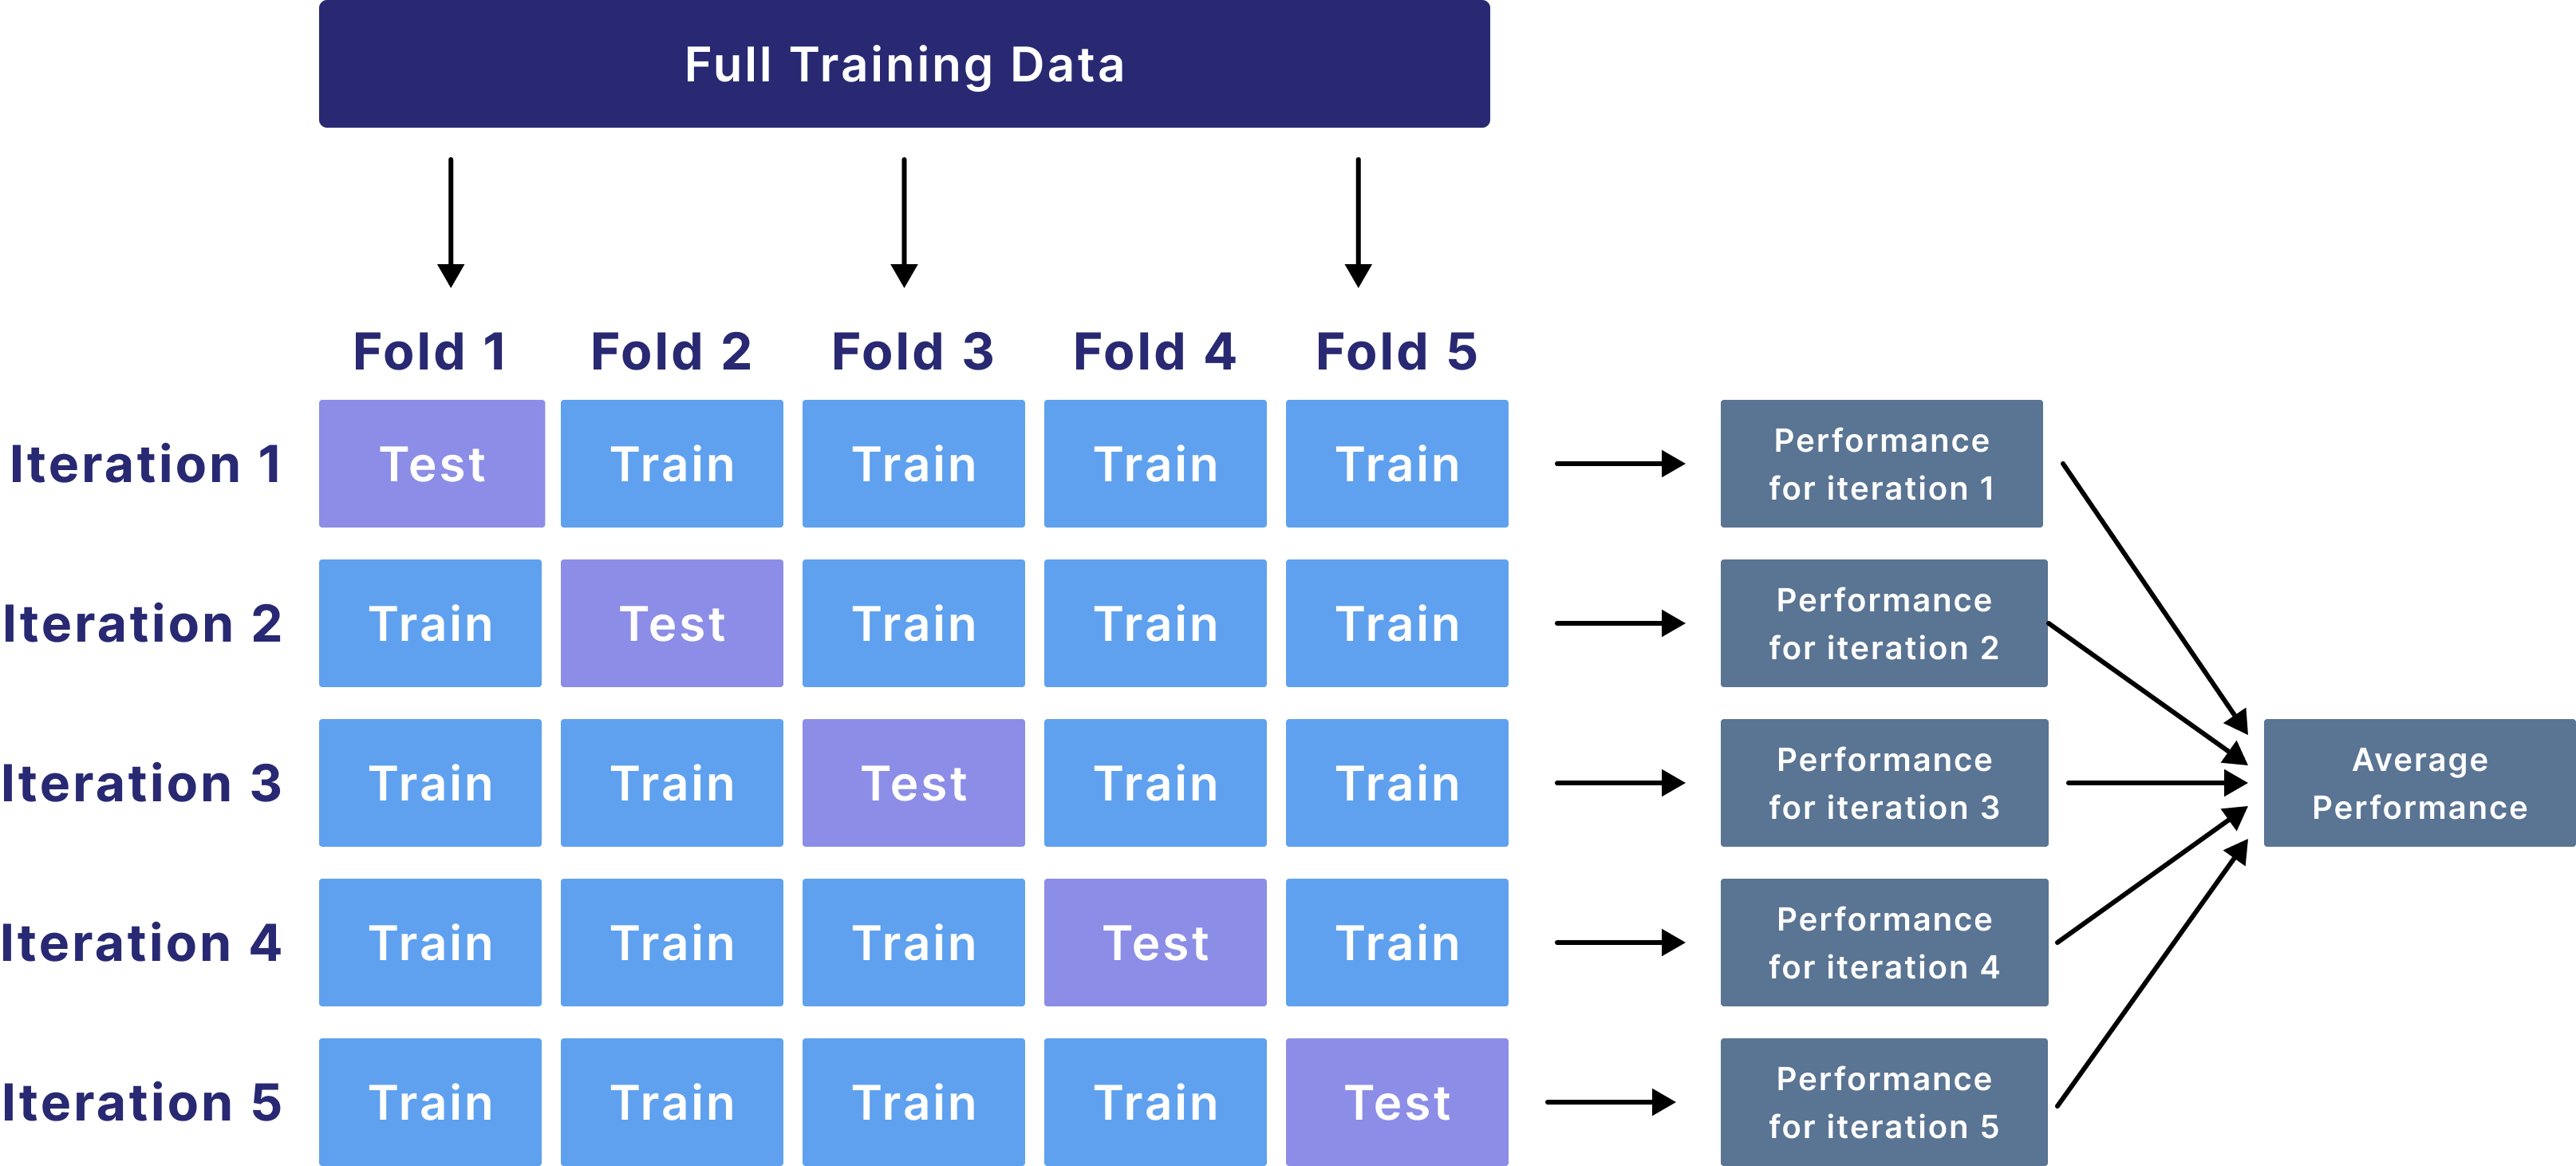 Full Training Data
Fold 1 Fold 2 Fold 3 Fold 4 Fold 5
Iteration 1 Test Train Train Train Train Performance for iteration 1
Iteration 2 Train Test Train Train Train Performance for iteration 2
Iteration 3 Train Train Test Train Train Performance for iteration 3
Average Performance
Iteration 4 Train Train Train Test Train Performance for iteration 4
Iteration 5 Train Train Train Train Test Performance for iteration 5